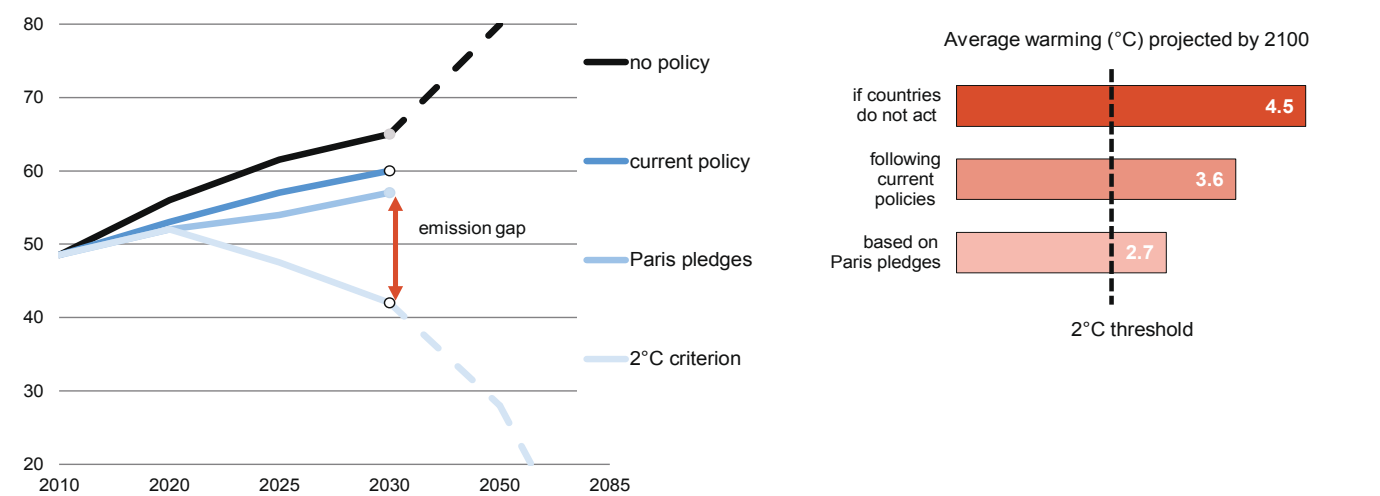 80
70
60
50
40
30
20
2010
2020
2025
2030
2050
2085
emission gap
no policy
current policy
Paris pledges
2°C criterion
Average warming (°C) projected by 2100
if countries
do not act
4.5
following
current
policies
3.6
based on
Paris pledges
2.7
2°C threshold